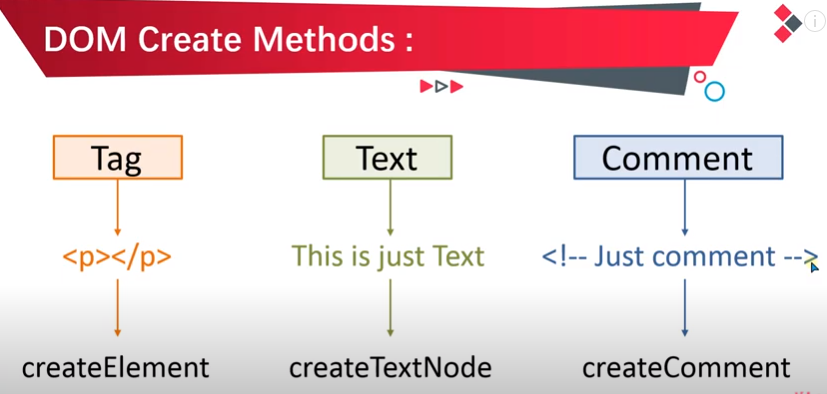 DOM Create Methods :
Tag Text Comment
<p></p> This is just Text <!-- Just comment -->
createElement createTextNode createComment